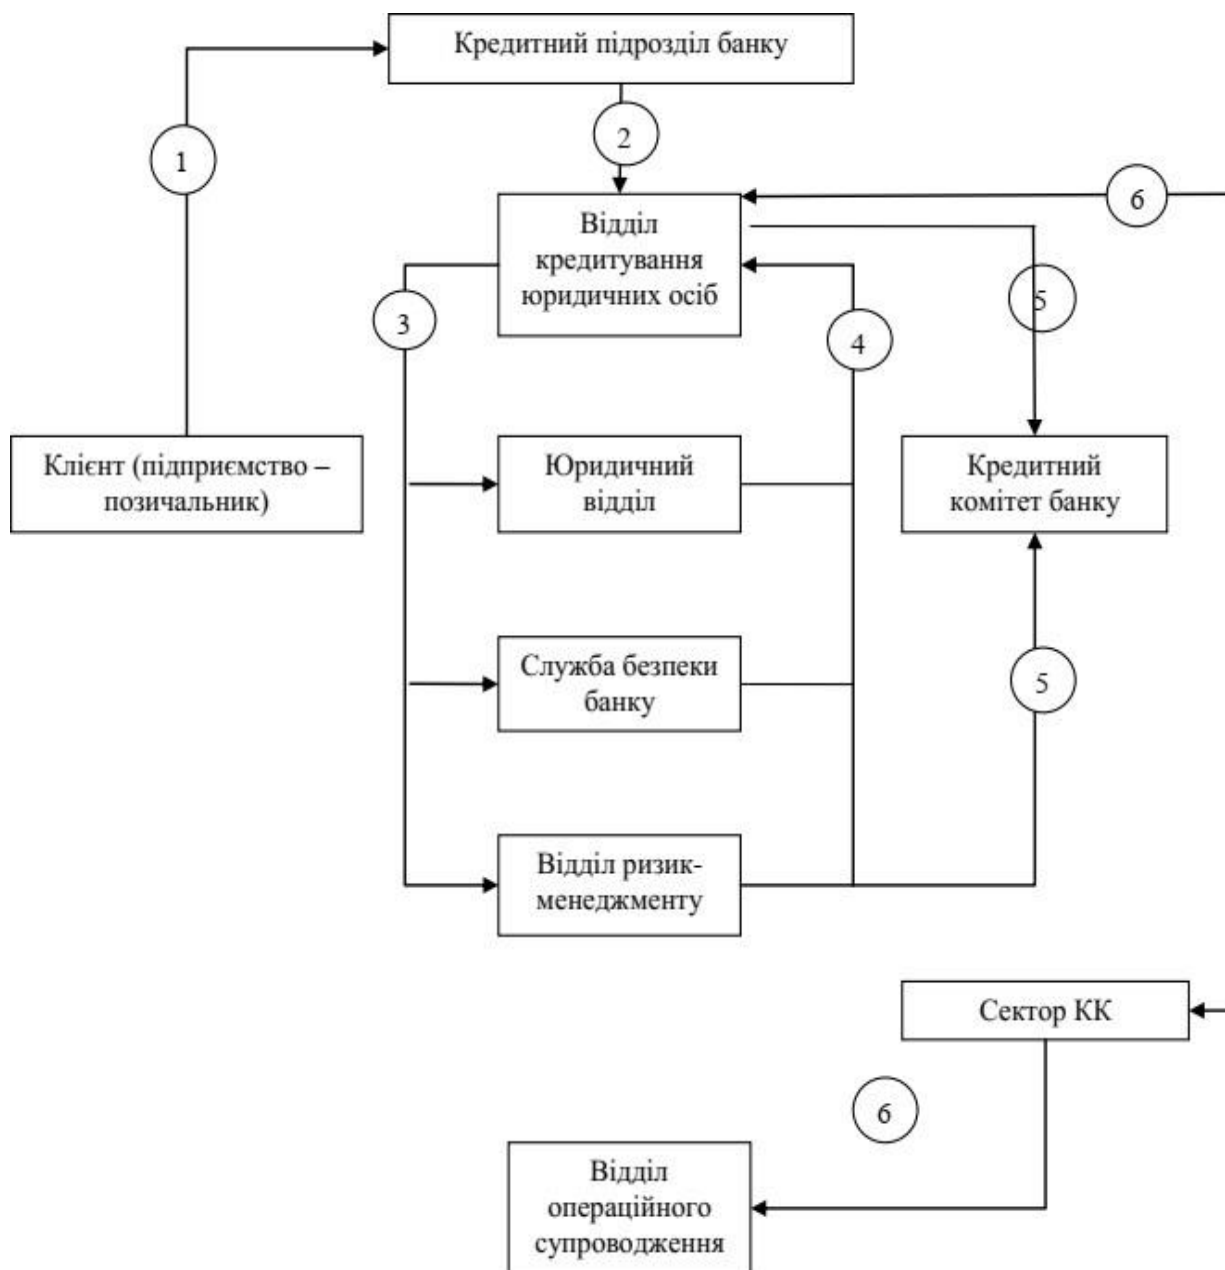 Кредитний підрозділ банку
1
2
6
Відділ
кредитування
юридичних осіб
3
5
4
Клієнт (підприємство –
позичальник)
Юридичний
відділ
Кредитний
комітет банку
Служба безпеки
банку
5
Відділ ризик-
менеджменту
Сектор КК
6
Відділ
операційного
супроводження